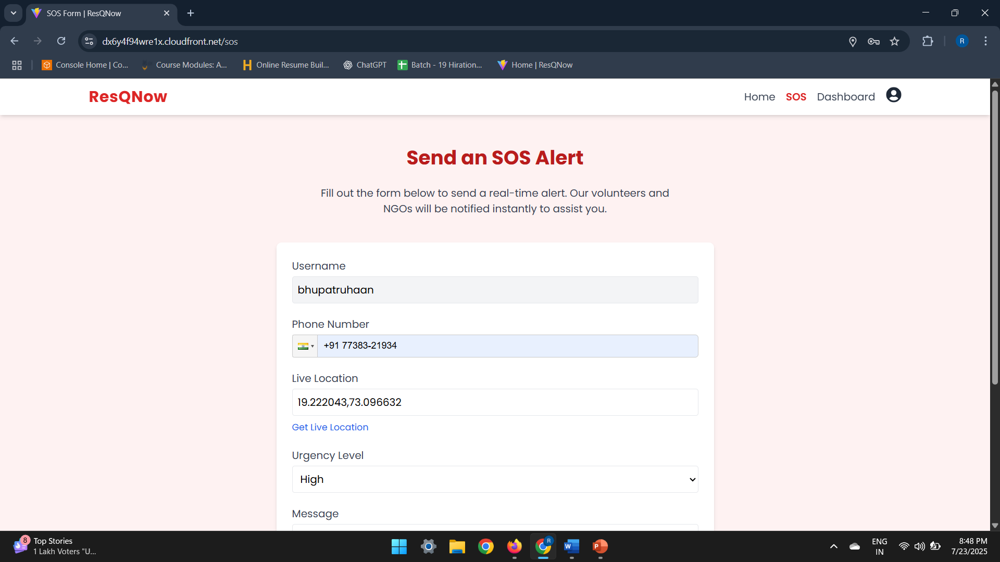 SOS Form | ResQNow
dx6y4f94wre1x.cloudfront.net/sos
R
Console Home | Co...
Course Modules: A...
Online Resume Buil...
ChatGPT
Batch - 19 Hiration...
Home | ResQNow
ResQNow
Home
SOS
Dashboard
Send an SOS Alert
Fill out the form below to send a real-time alert. Our volunteers and
NGOs will be notified instantly to assist you.
Username
bhupatruhaan
Phone Number
+91 77383-21934
Live Location
19.222043,73.096632
Get Live Location
Urgency Level
High
Message
8
Top Stories
1 Lakh Voters "U...
R
W
P
ENG
IN
8:48 PM
7/23/2025